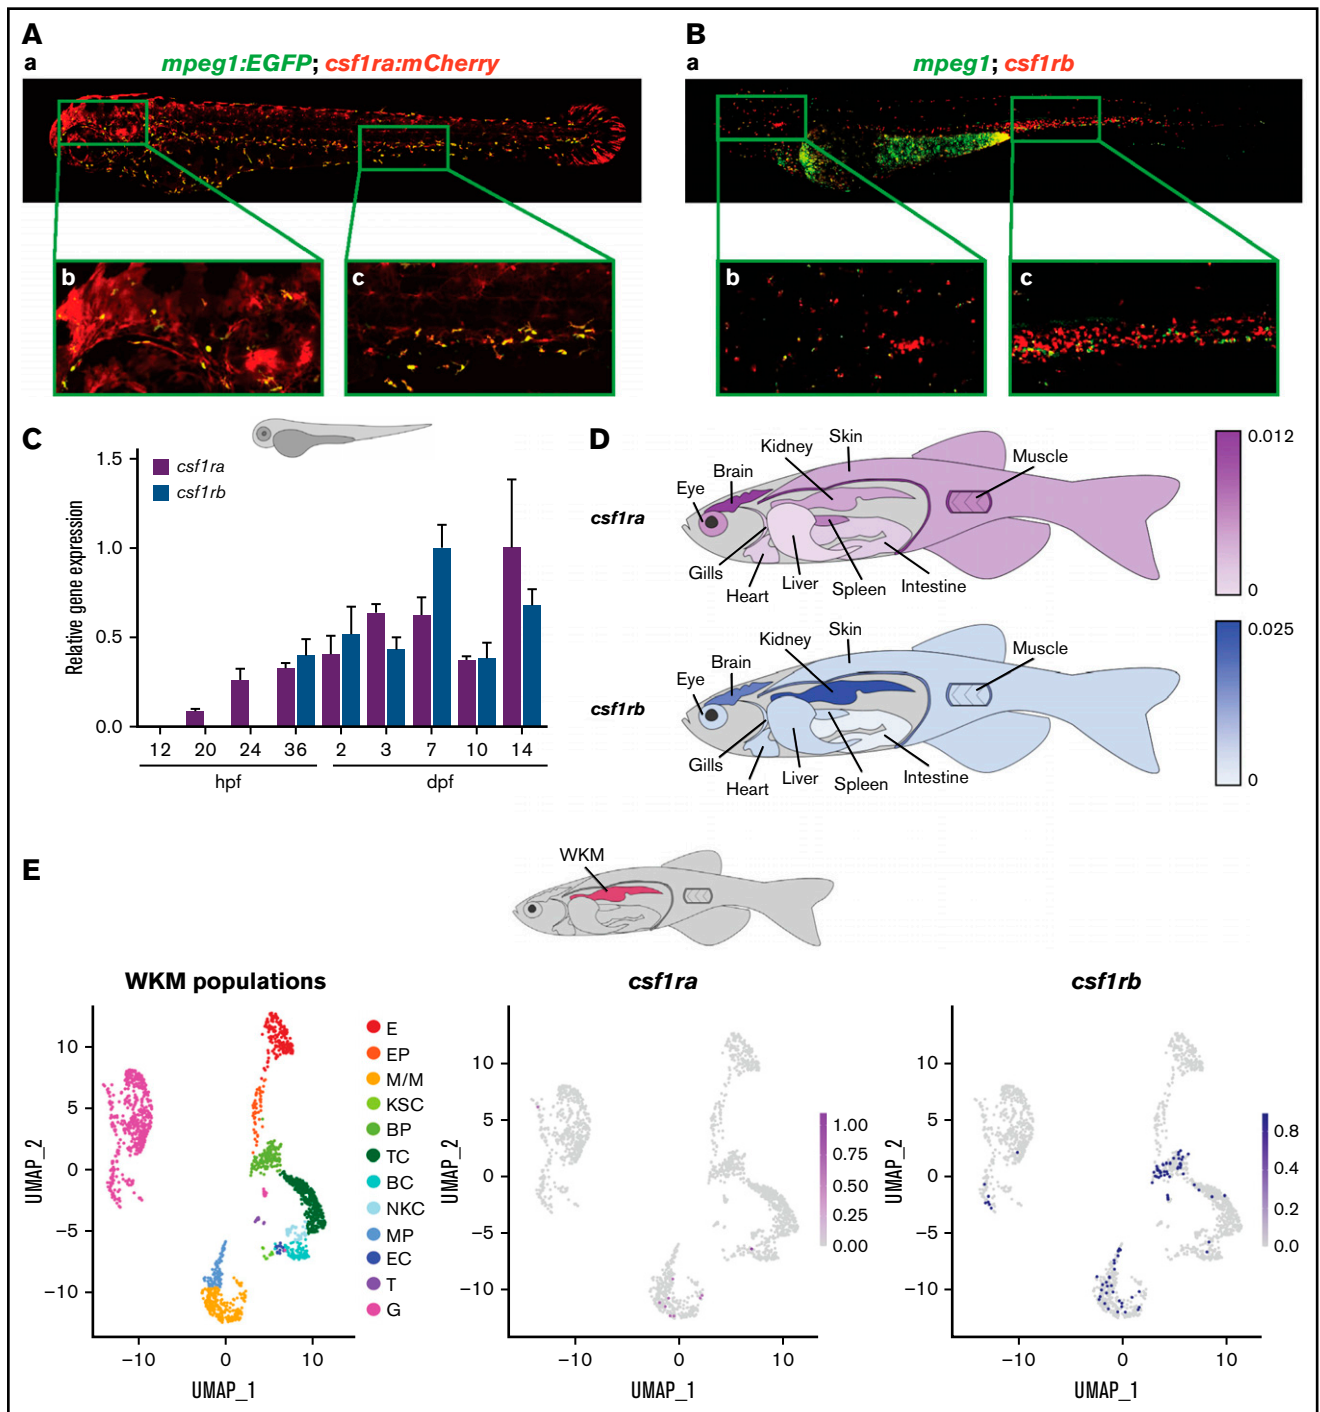 A
a
mpeg1:EGFP; csf1ra:mCherry
b
c
B
a
mpeg1; csf1rb
b
c
C
Relative gene expression
1.5
1.0
0.5
0.0
csf1ra
csf1rb
12 20 24 36 2 3 7 10 14
hpf dpf
D
csf1ra
Eye
Brain
Kidney
Skin
Muscle
Gills
Heart
Liver
Spleen
Intestine
0.012
0
csf1rb
Eye
Brain
Kidney
Skin
Muscle
Gills
Heart
Liver
Spleen
Intestine
0.025
0
E
WKM
WKM populations
UMAP_2
10
5
0
−5
−10
−10 0 10
UMAP_1
E
EP
M/M
KSC
BP
TC
BC
NKC
MP
EC
T
G
csf1ra
UMAP_2
10
5
0
−5
−10
−10 0 10
UMAP_1
1.00
0.75
0.50
0.25
0.00
csf1rb
UMAP_2
10
5
0
−5
−10
−10 0 10
UMAP_1
0.8
0.4
0.2
0.0